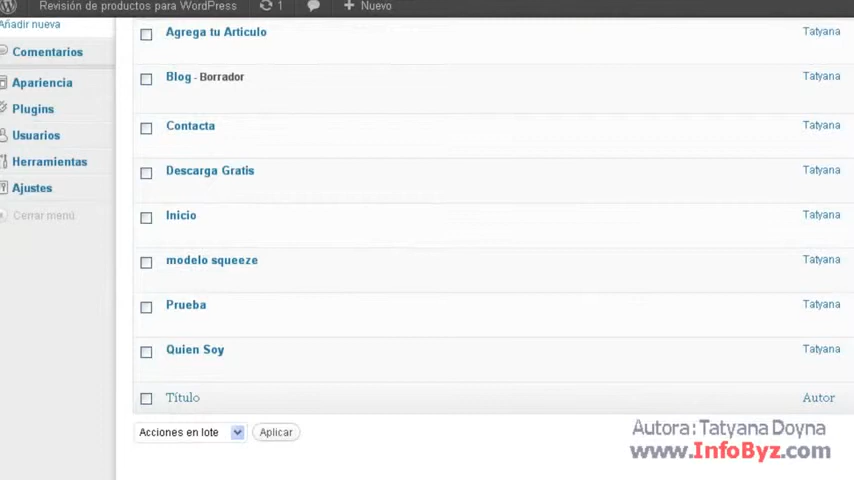 Revisión de productos para WordPress 1 Nuevo
Añadir nueva
Comentarios
Apariencia
Plugins
Usuarios
Herramientas
Ajustes
Cerrar menú
Agrega tu Articulo Tatyana
Blog - Borrador Tatyana
Contacta Tatyana
Descarga Gratis Tatyana
Inicio Tatyana
modelo squeeze Tatyana
Prueba Tatyana
Quien Soy Tatyana
Título Autor
Acciones en lote Aplicar
Autora : Tatyana Doyna
www.InfoByz.com